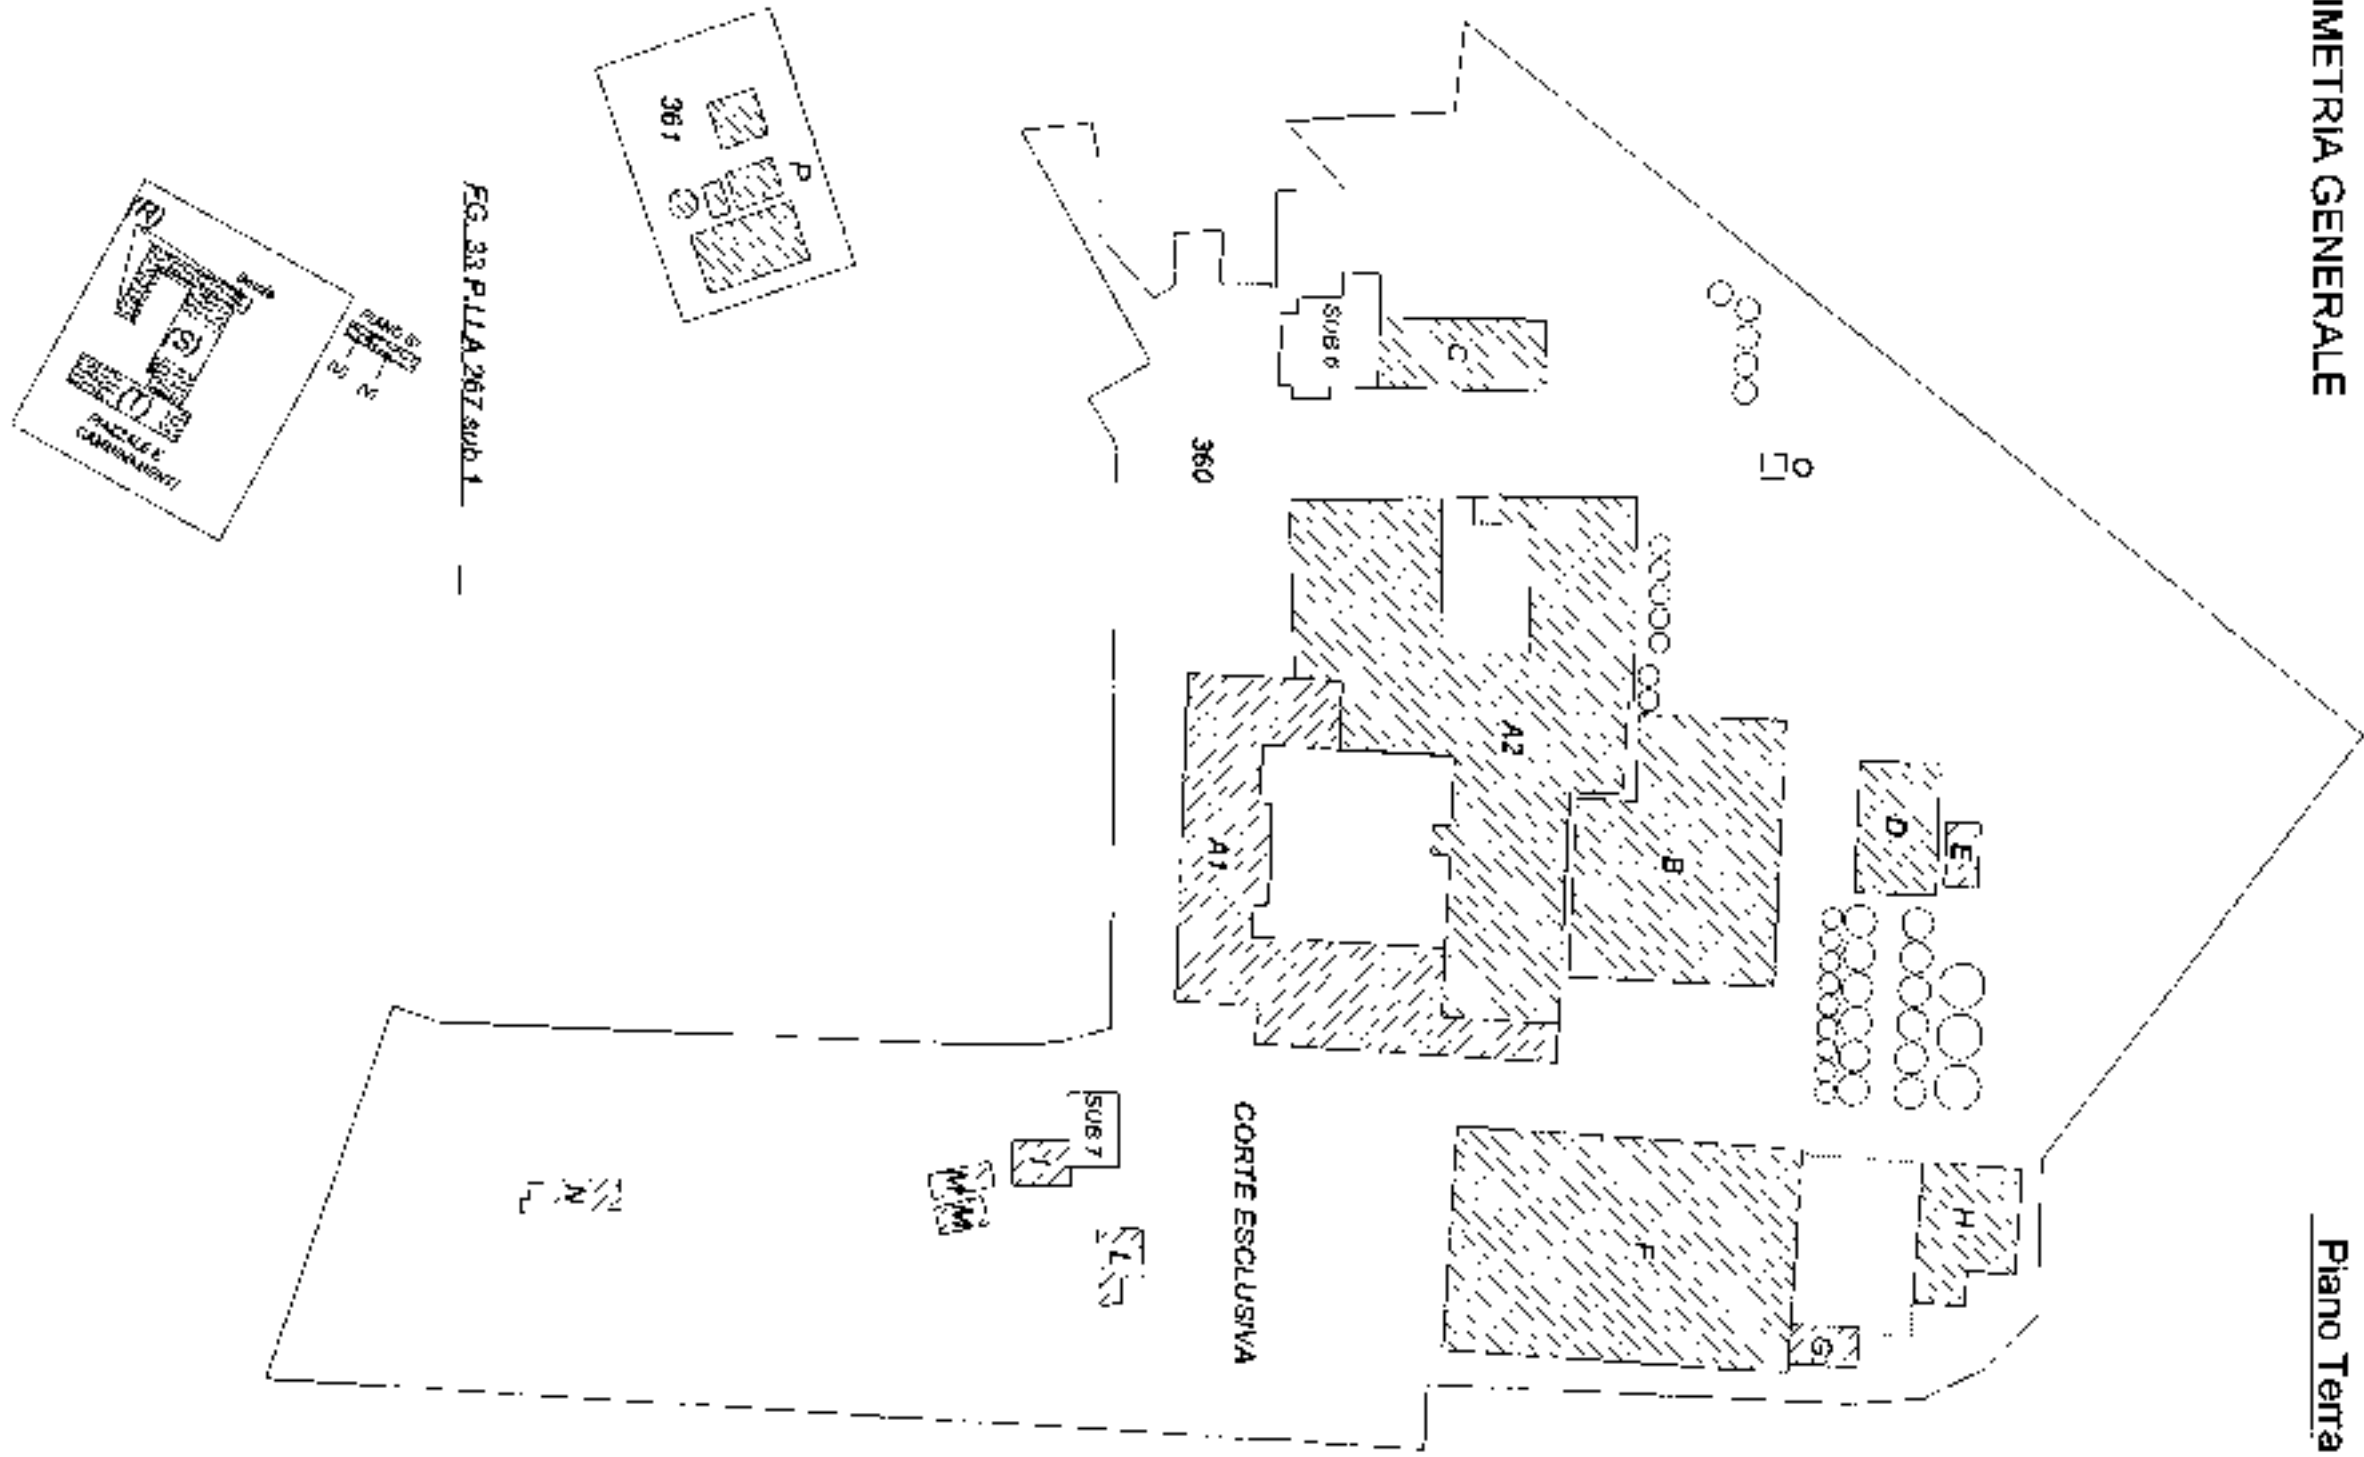 IMETRIA GENERALE
Piano Terra
C
SUB 6
360
A2
B
A1
D
E
F
G
H
CORTE ESCLUSIVA
SUB 7
L
M
N
361
P
FG. 33 P.LLA 267 sub 1
(R)
(S)
(T)
PIAZZALE E
CAMMINAMENTI